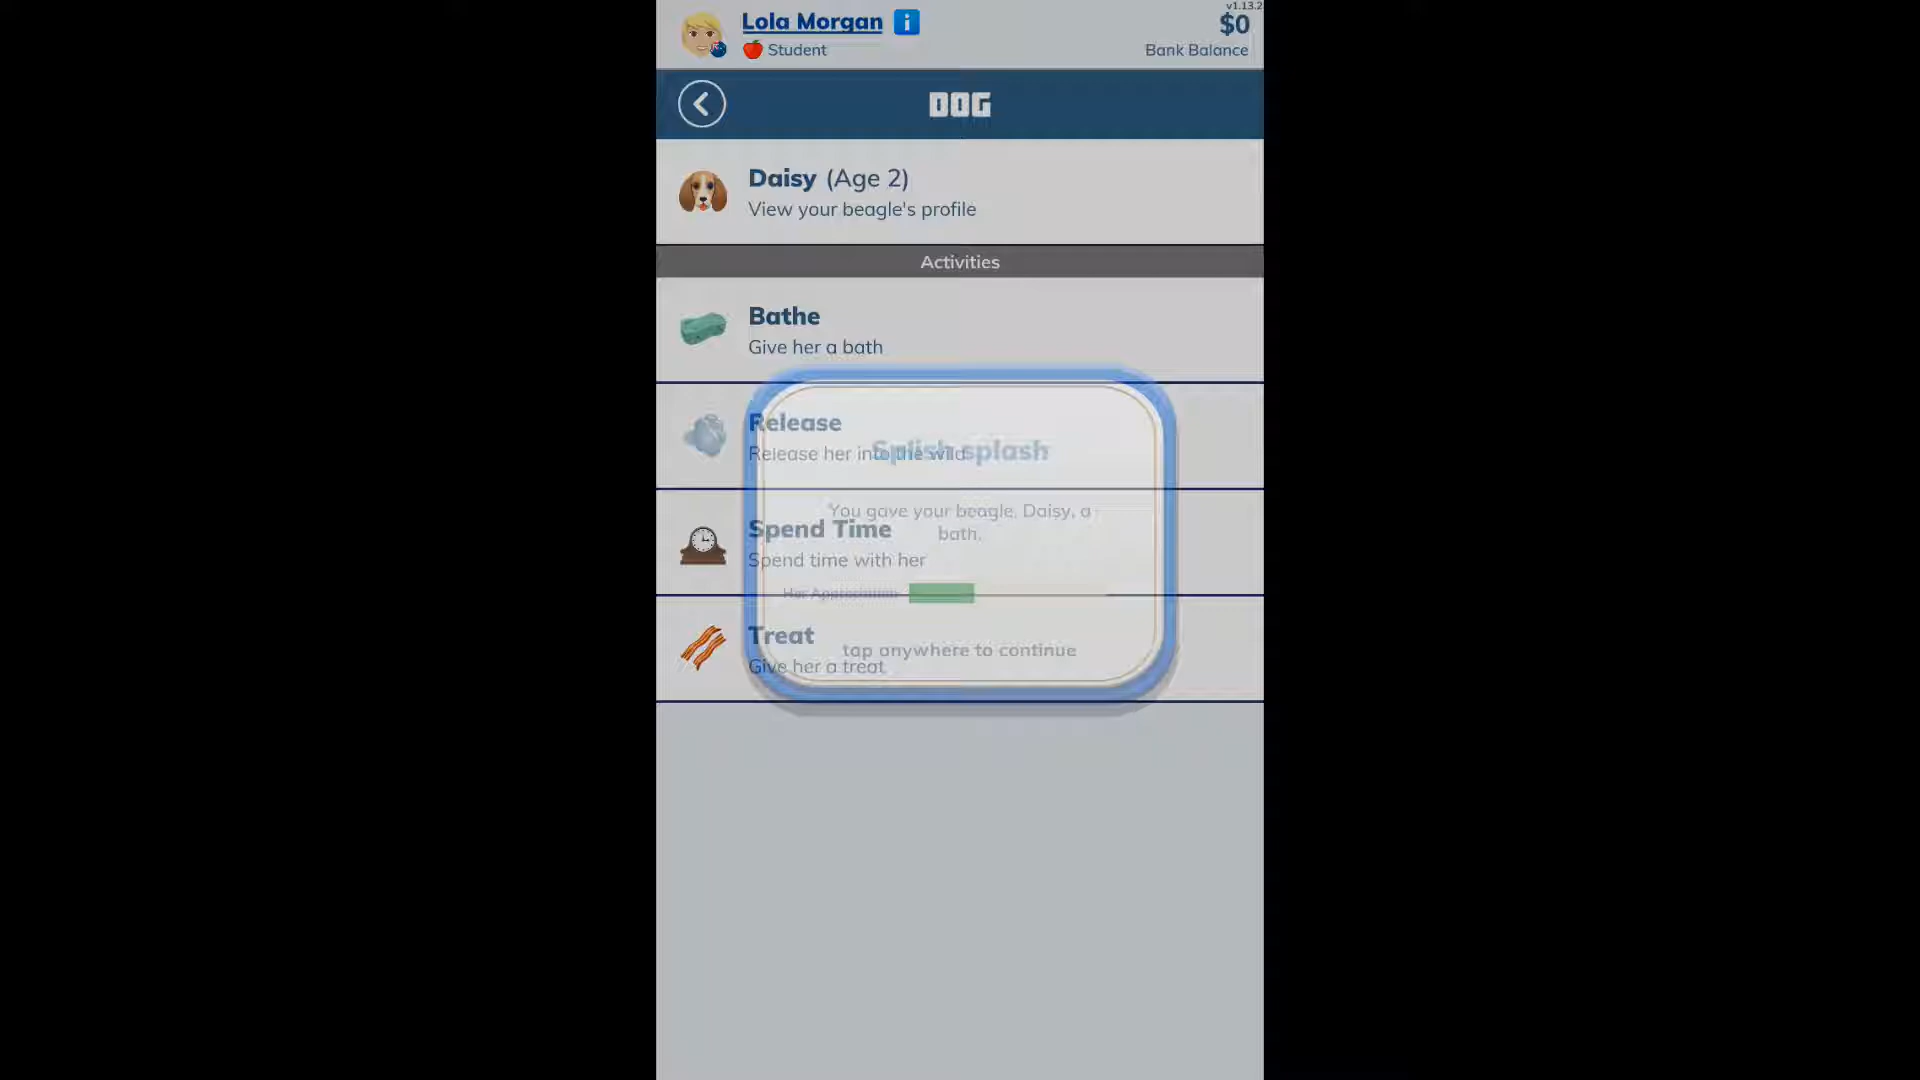 v1.13.2
Lola Morgan
$0
Student
Bank Balance
DOG
Daisy (Age 2)
View your beagle's profile
Activities
Bathe
Give her a bath
Release
Release her into the wild
Splish splash
You gave your beagle, Daisy, a
bath.
Spend Time
Spend time with her
Her Appreciation
Treat
tap anywhere to continue
Give her a treat